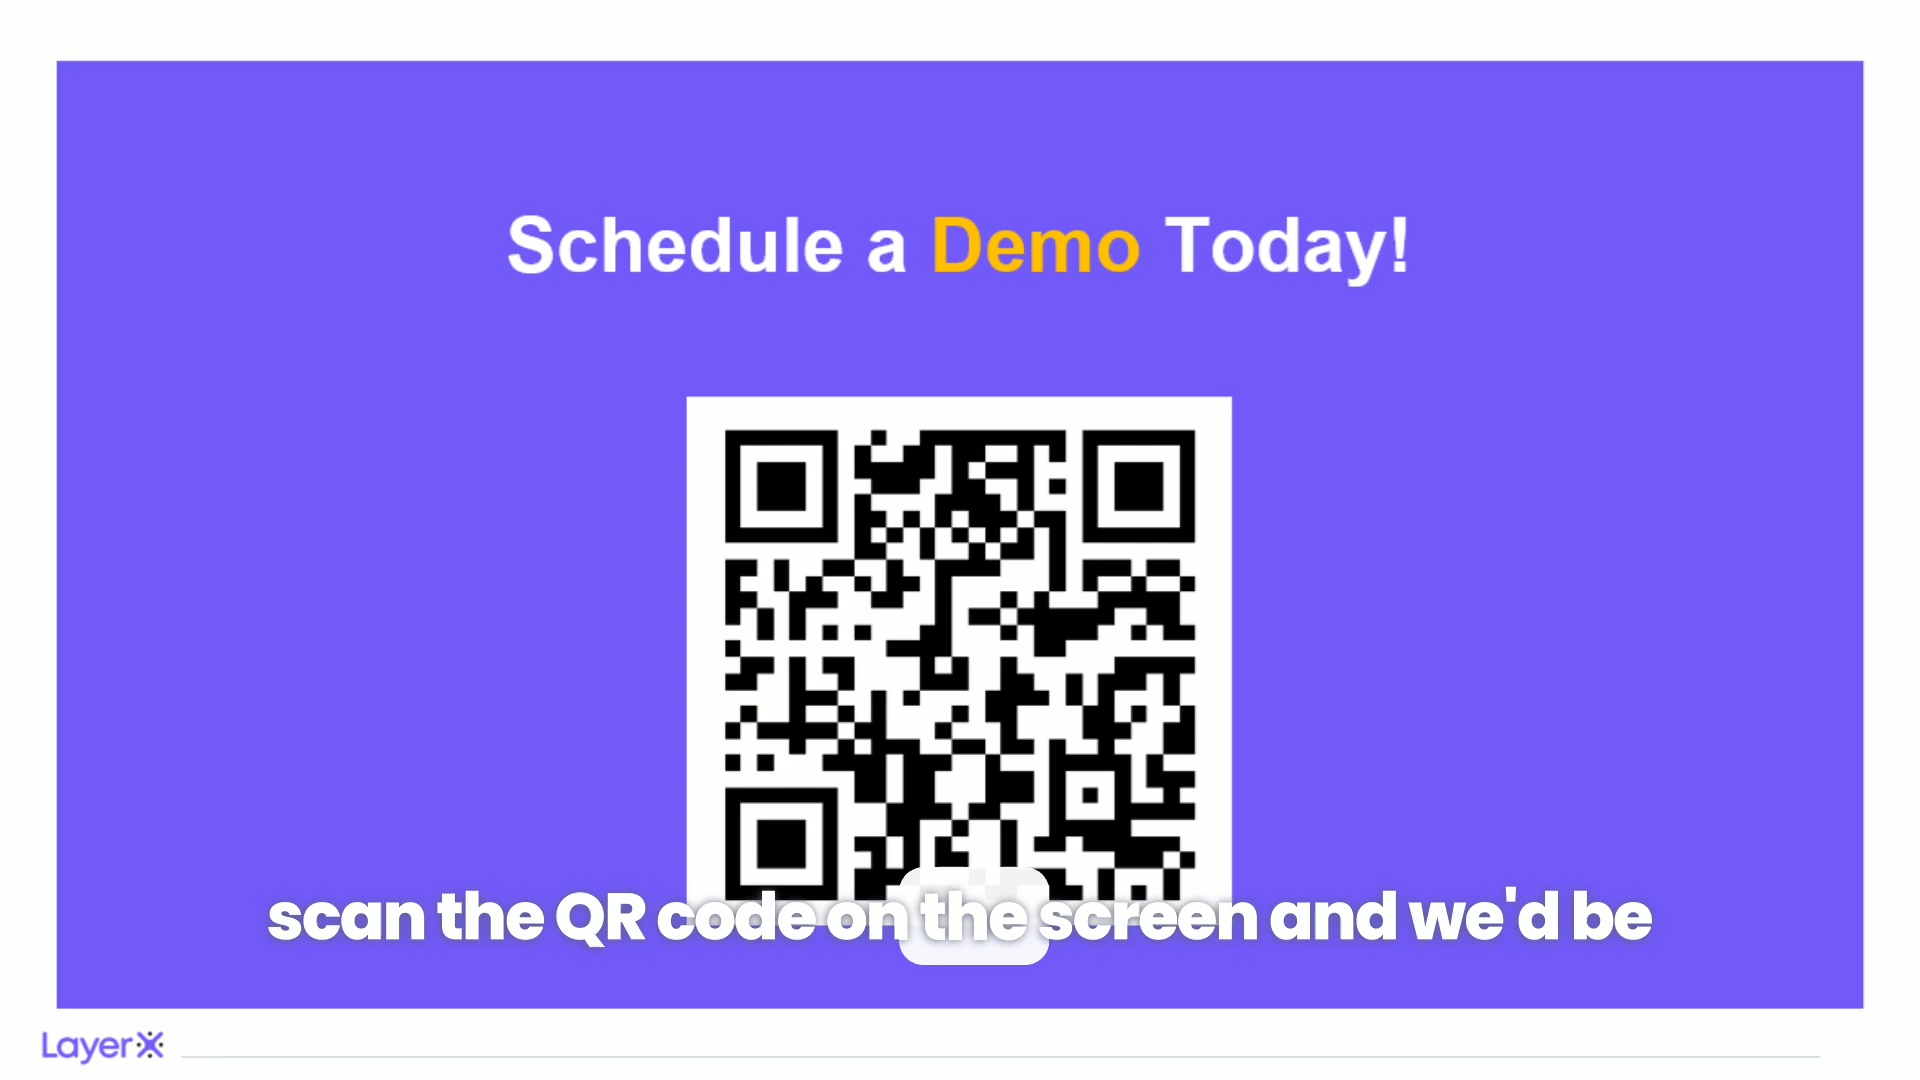 Schedule a Demo Today!
scan the QR code on the screen and we'd be
LayerX